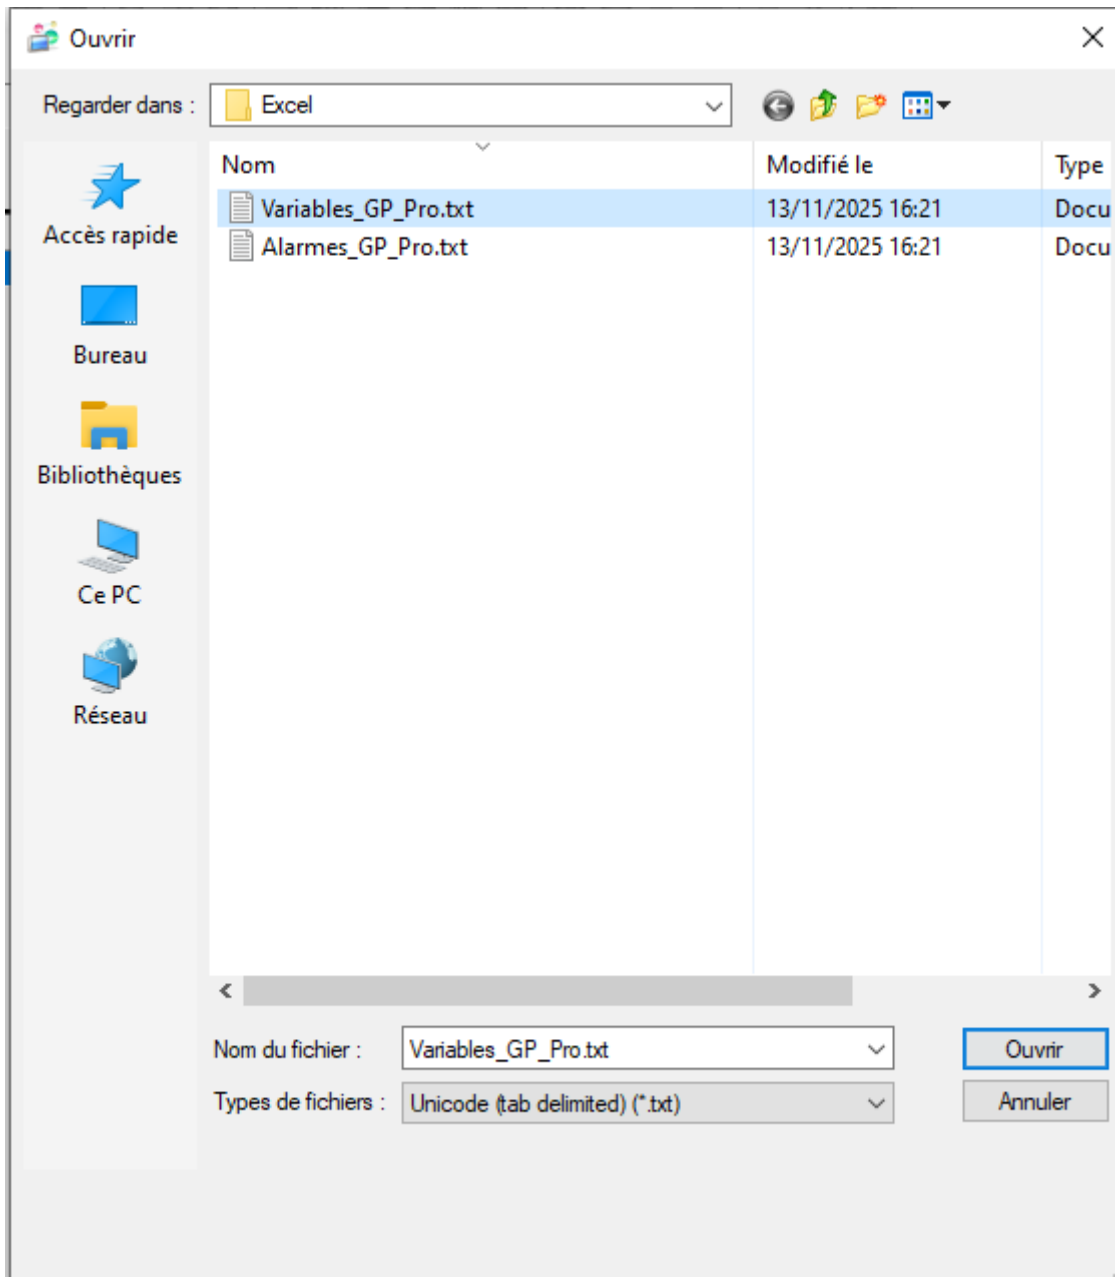 Ouvrir
Regarder dans : Excel
Nom Modifié le Type
Variables_GP_Pro.txt 13/11/2025 16:21 Docu
Alarmes_GP_Pro.txt 13/11/2025 16:21 Docu
Accès rapide
Bureau
Bibliothèques
Ce PC
Réseau
Nom du fichier : Variables_GP_Pro.txt Ouvrir
Types de fichiers : Unicode (tab delimited) (*.txt) Annuler